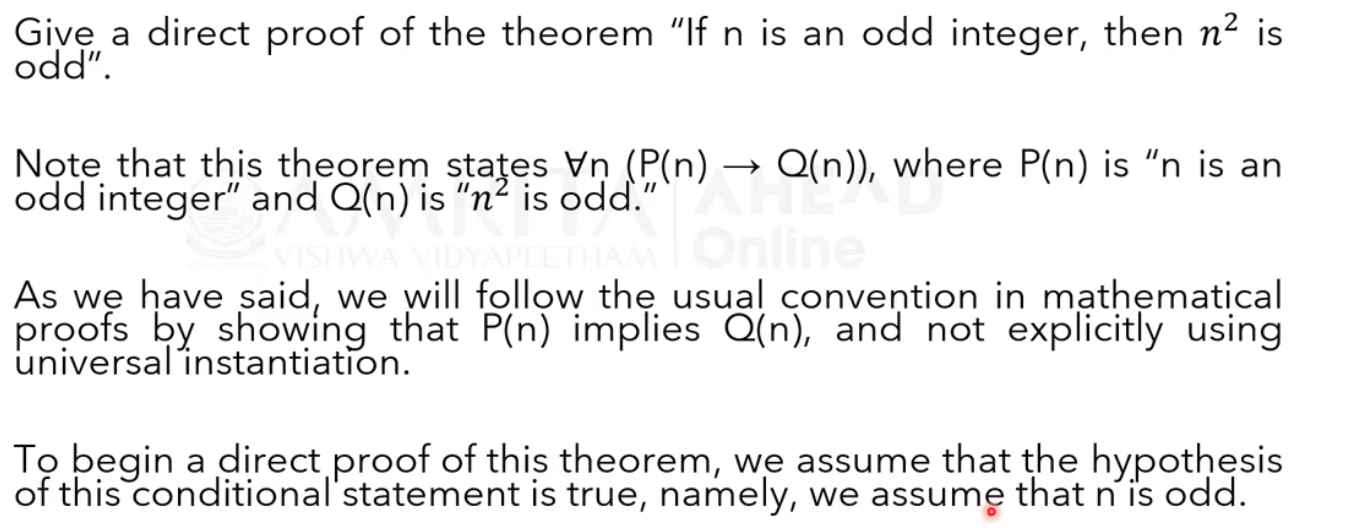 Give a direct proof of the theorem “If n is an odd integer, then n² is
odd”.
Note that this theorem states ∀n (P(n) → Q(n)), where P(n) is “n is an
odd integer” and Q(n) is “n² is odd.”
AMRITA AHEAD
VISHWA VIDYAPEETHAM Online
As we have said, we will follow the usual convention in mathematical
proofs by showing that P(n) implies Q(n), and not explicitly using
universal instantiation.
To begin a direct proof of this theorem, we assume that the hypothesis
of this conditional statement is true, namely, we assume that n is odd.